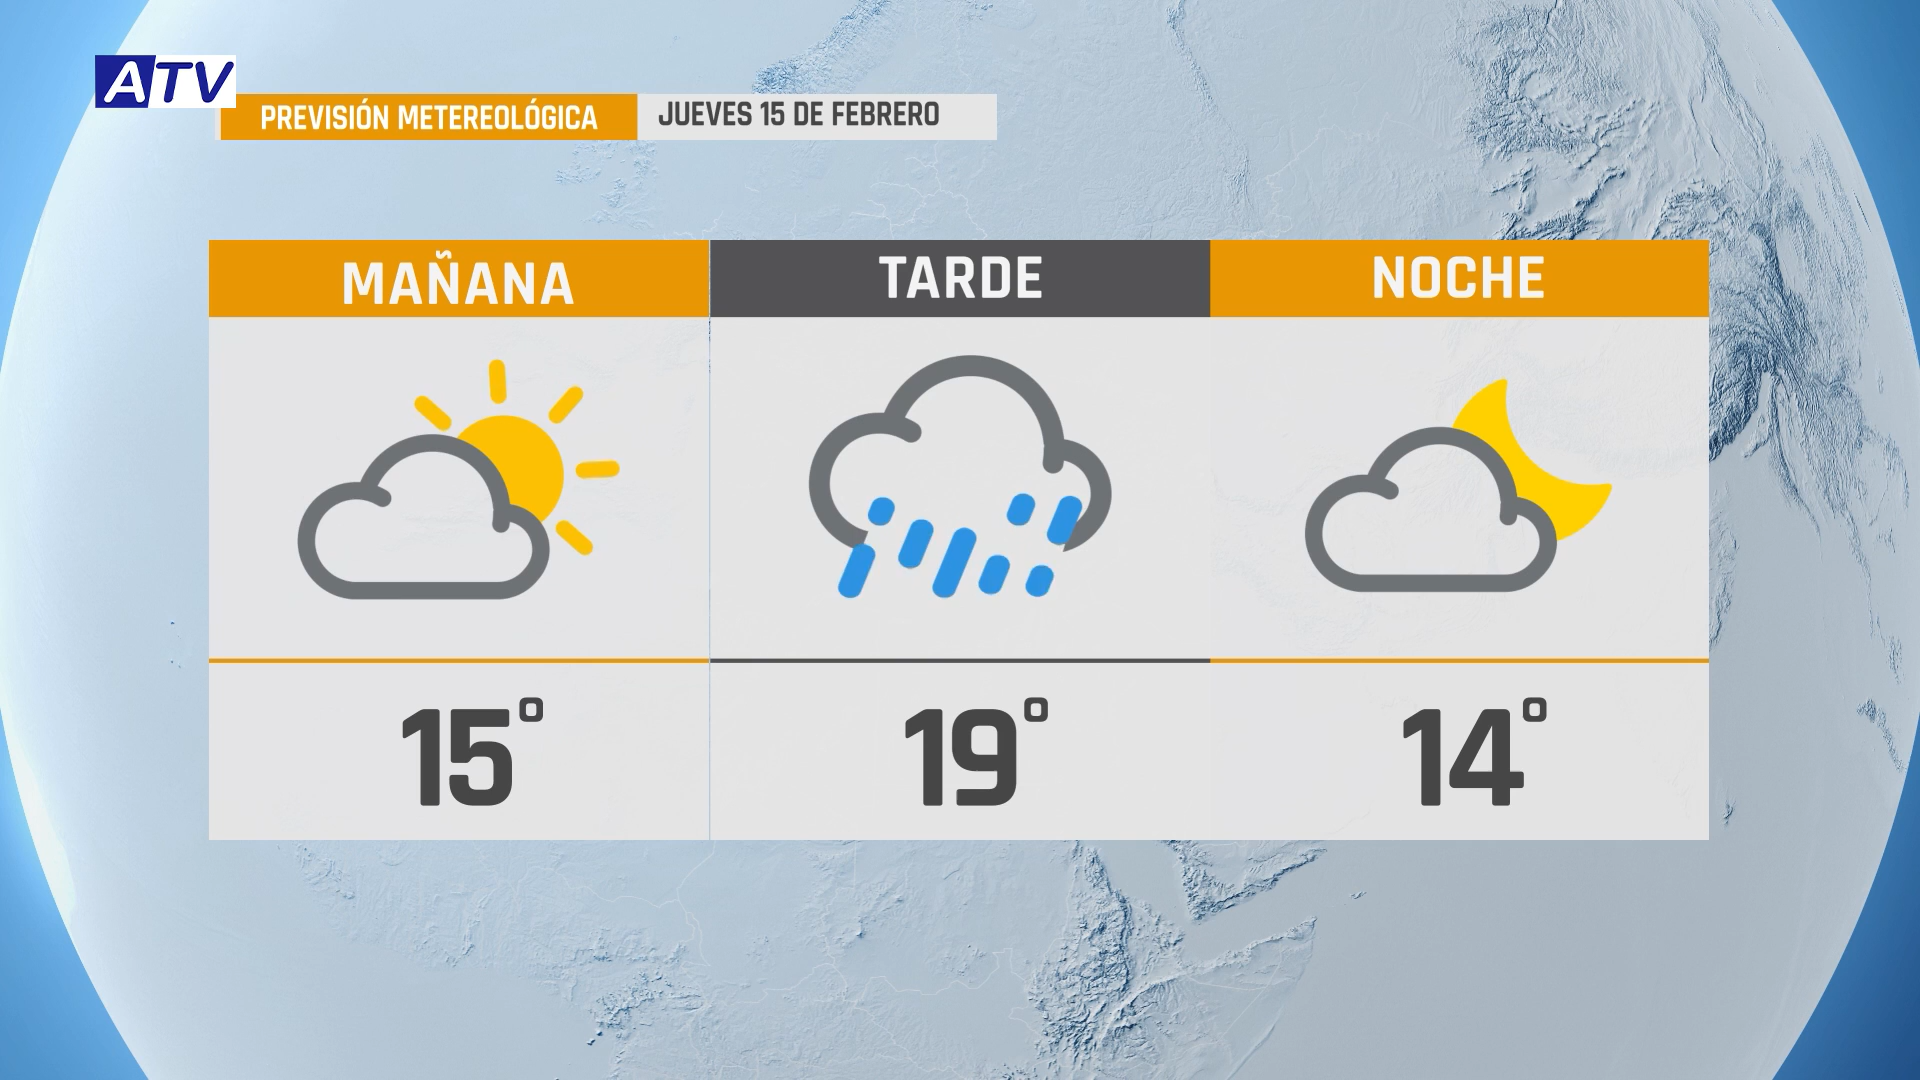 ATV
PREVISIÓN METEREOLÓGICA
JUEVES 15 DE FEBRERO
MAÑANA
TARDE
NOCHE
15°
19°
14°